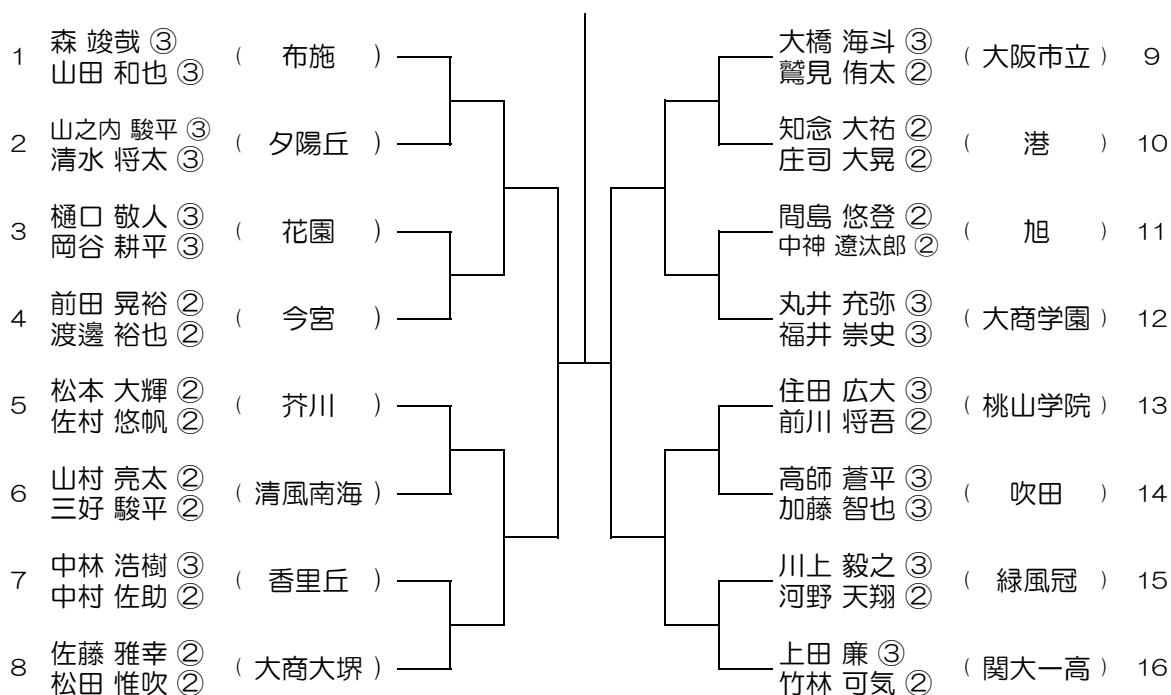 1 森 竣哉 ③ ( 布施 )
山田 和也 ③
2 山之内 駿平 ③ ( 夕陽丘 )
清水 将太 ③
3 樋口 敬人 ③ ( 花園 )
岡谷 耕平 ③
4 前田 晃裕 ② ( 今宮 )
渡邊 裕也 ②
5 松本 大輝 ② ( 芥川 )
佐村 悠帆 ②
6 山村 亮太 ② ( 清風南海 )
三好 駿平 ②
7 中林 浩樹 ③ ( 香里丘 )
中村 佐助 ②
8 佐藤 雅幸 ② ( 大商大堺 )
松田 惟吹 ②
大橋 海斗 ③ ( 大阪市立 ) 9
鷲見 侑太 ②
知念 大祐 ② ( 港 ) 10
庄司 大晃 ②
間島 悠登 ② ( 旭 ) 11
中神 遼汰郎 ②
丸井 充弥 ③ ( 大商学園 ) 12
福井 崇史 ③
住田 広大 ③ ( 桃山学院 ) 13
前川 将吾 ②
高師 蒼平 ③ ( 吹田 ) 14
加藤 智也 ③
川上 毅之 ③ ( 緑風冠 ) 15
河野 天翔 ②
上田 廉 ③ ( 関大一高 ) 16
竹林 可気 ②